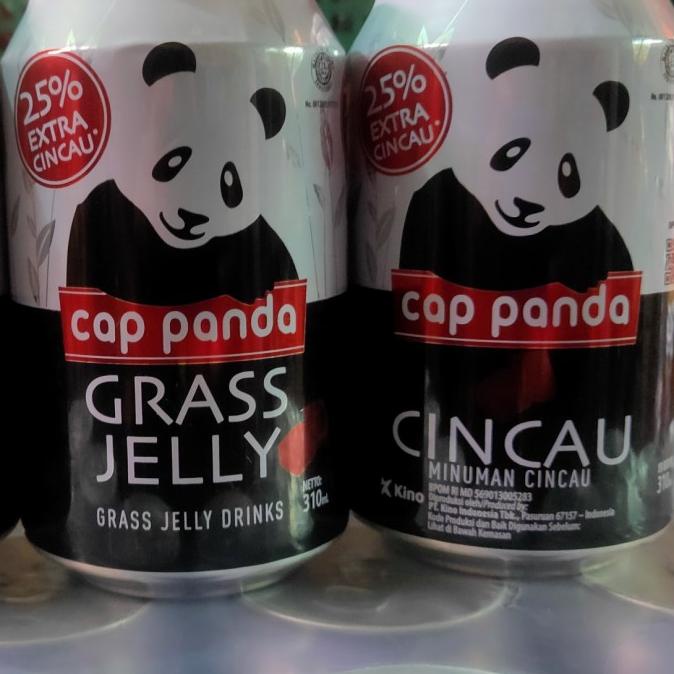 25%
EXTRA
CINCAU*
cap panda
GRASS
JELLY
GRASS JELLY DRINKS
NETTO:
310mL
25%
EXTRA
CINCAU*
cap panda
CINCAU
MINUMAN CINCAU
Kino
BPOM RI MD 569013005283
Diproduksi oleh/Produced by:
PT. Kino Indonesia Tbk., Pasuruan 67157 – Indonesia
Kode Produksi dan Baik Digunakan Sebelum:
Lihat di Bawah Kemasan